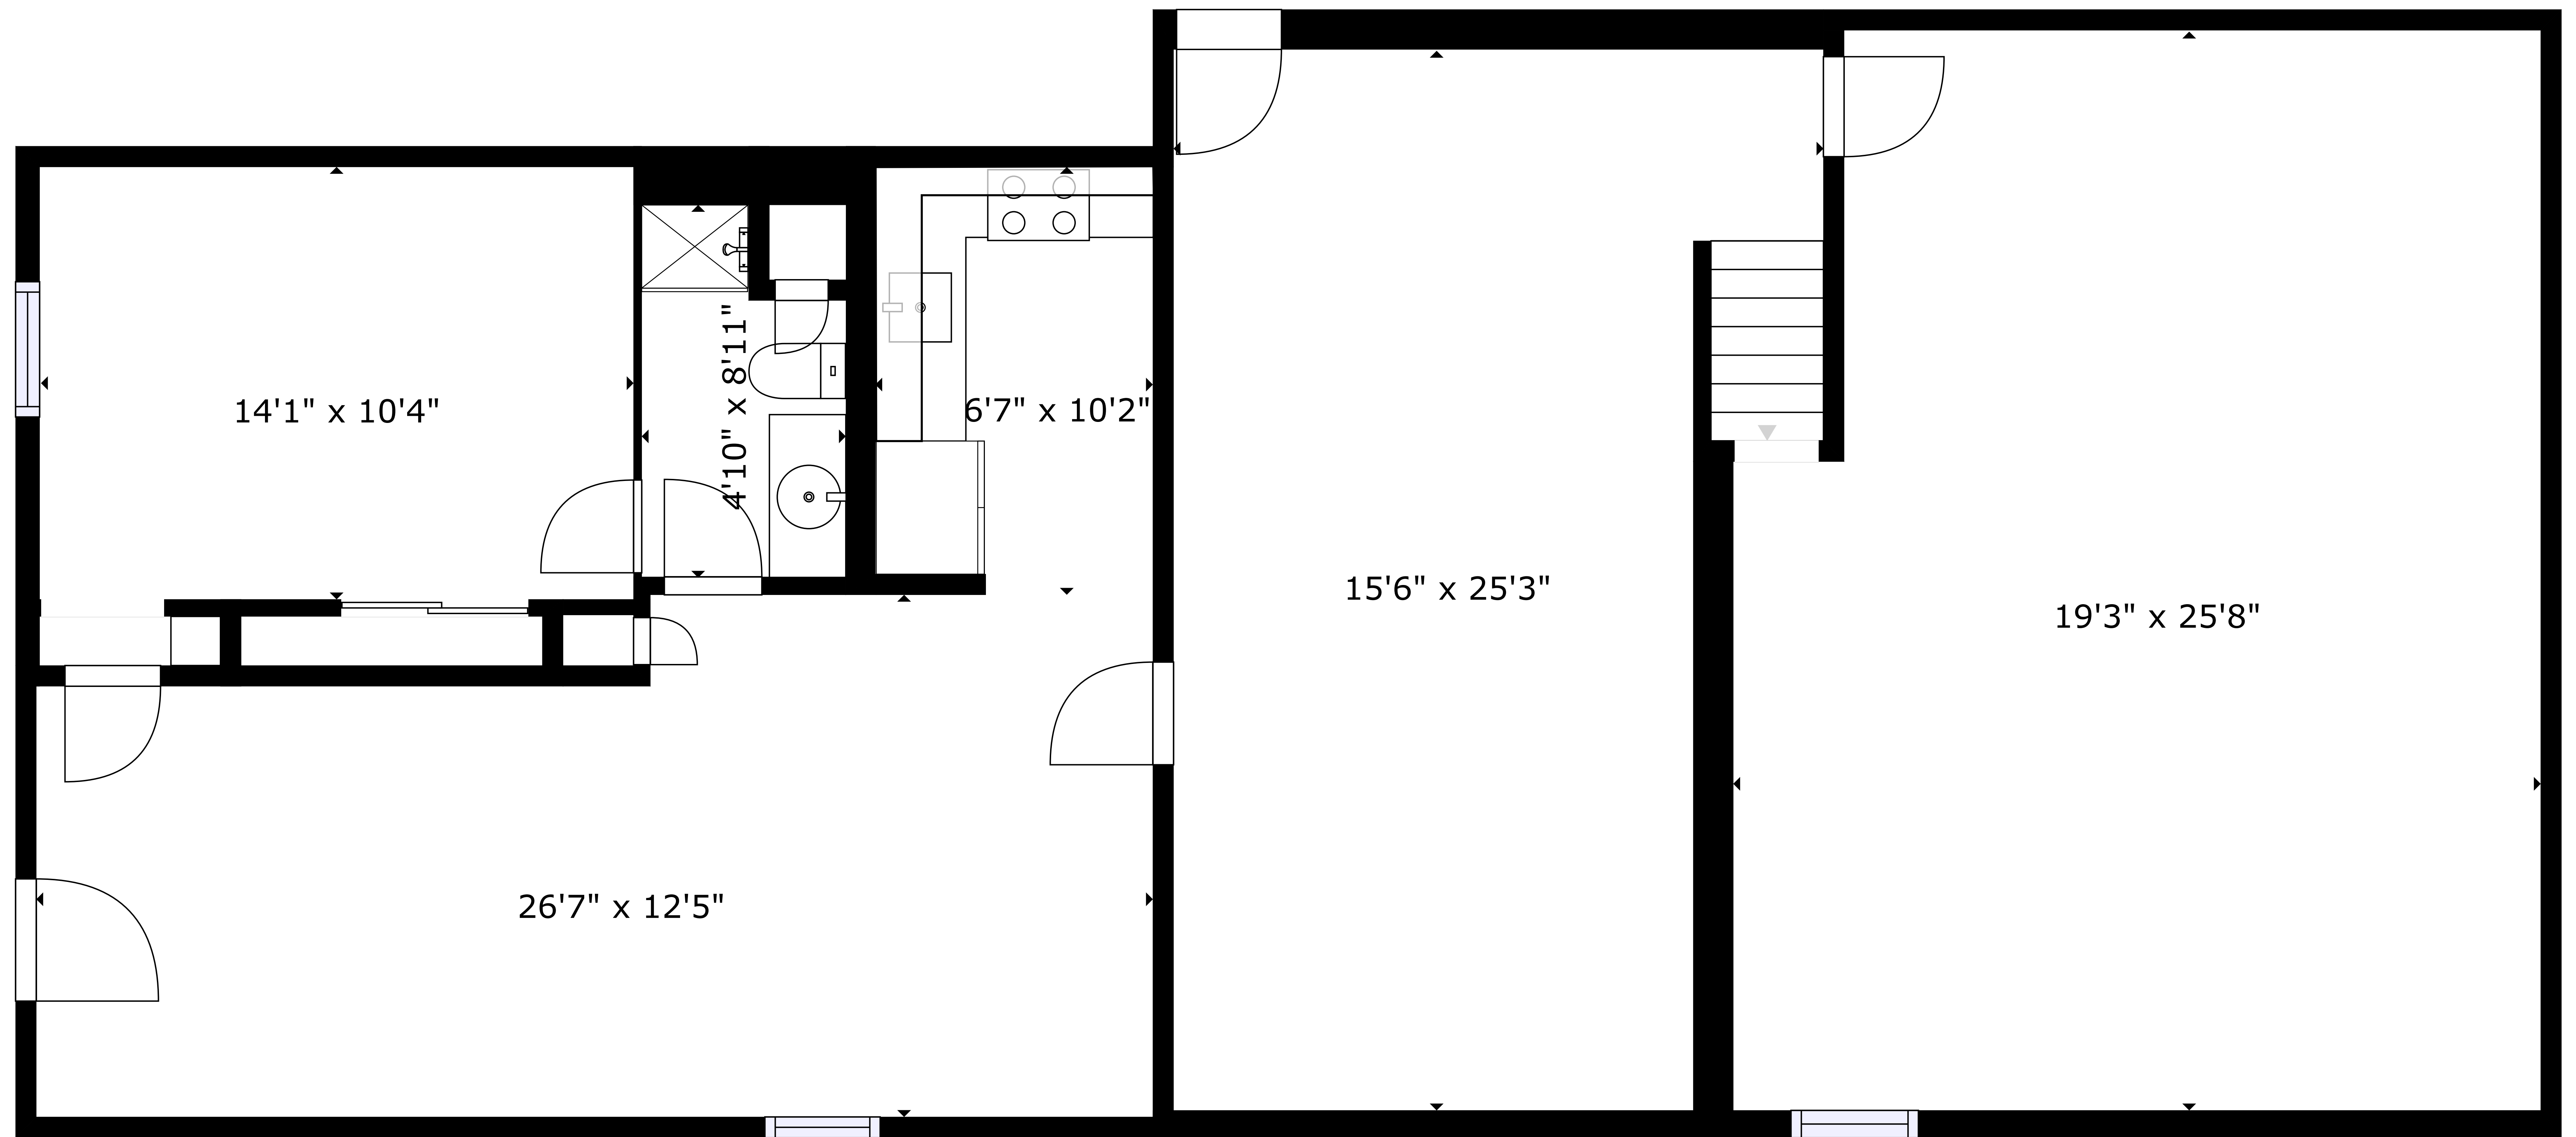 14'1" x 10'4"
4'10" x 8'11"
6'7" x 10'2"
15'6" x 25'3"
19'3" x 25'8"
26'7" x 12'5"